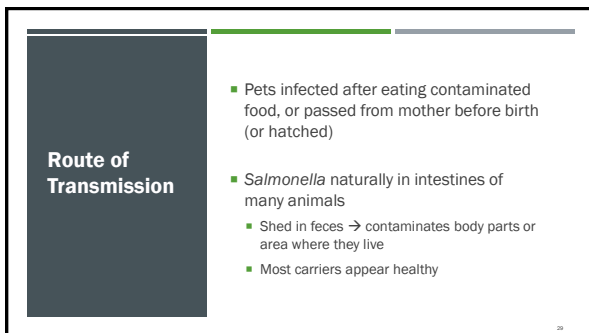 Route of
Transmission
▪ Pets infected after eating contaminated
food, or passed from mother before birth
(or hatched)
▪ Salmonella naturally in intestines of
many animals
▪ Shed in feces → contaminates body parts or
area where they live
▪ Most carriers appear healthy
29